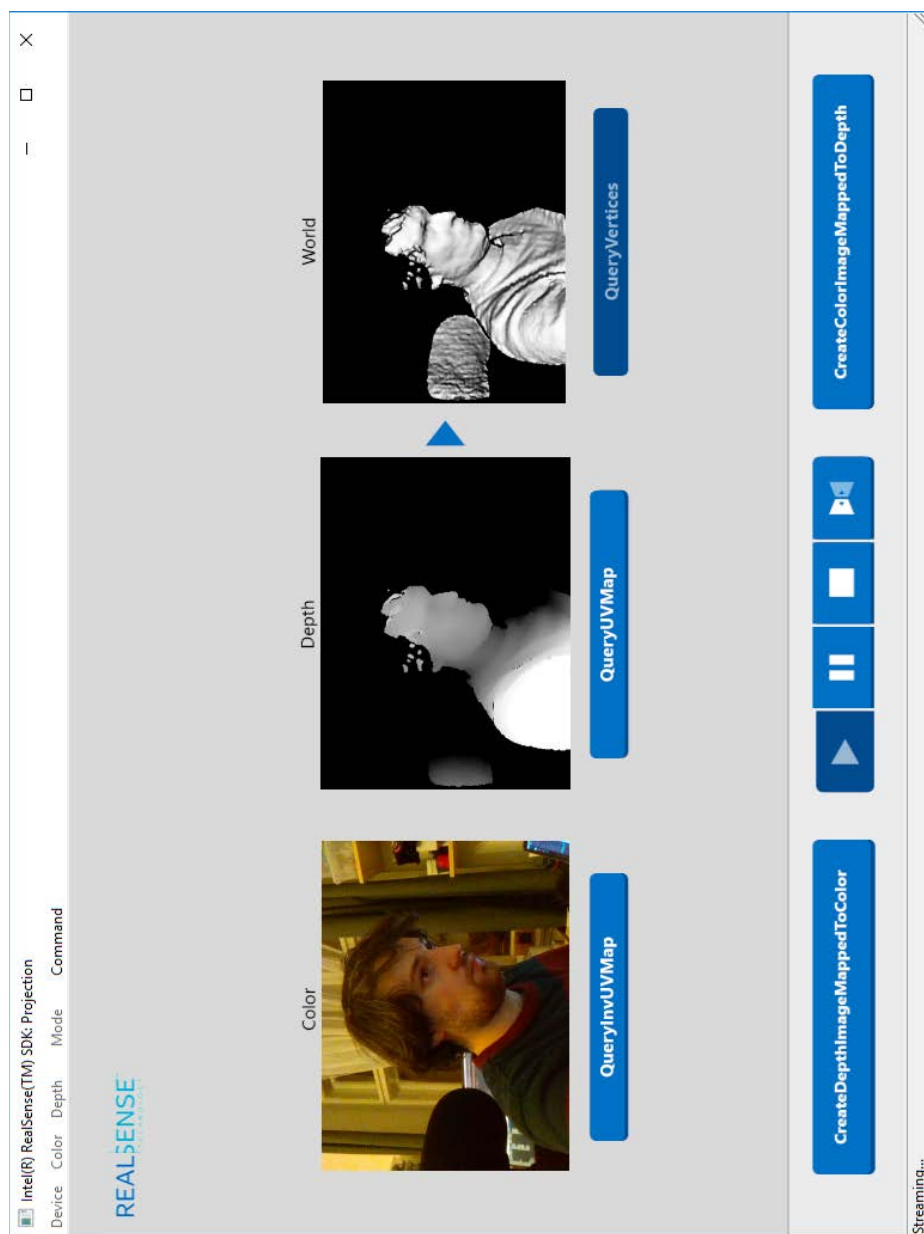 Intel(R) RealSense(TM) SDK: Projection
Device Color Depth Mode Command
REALSENSE
TECHNOLOGY
Color Depth World
QueryInvUVMap QueryUVMap QueryVertices
CreateDepthImageMappedToColor CreateColorImageMappedToDepth
Streaming...